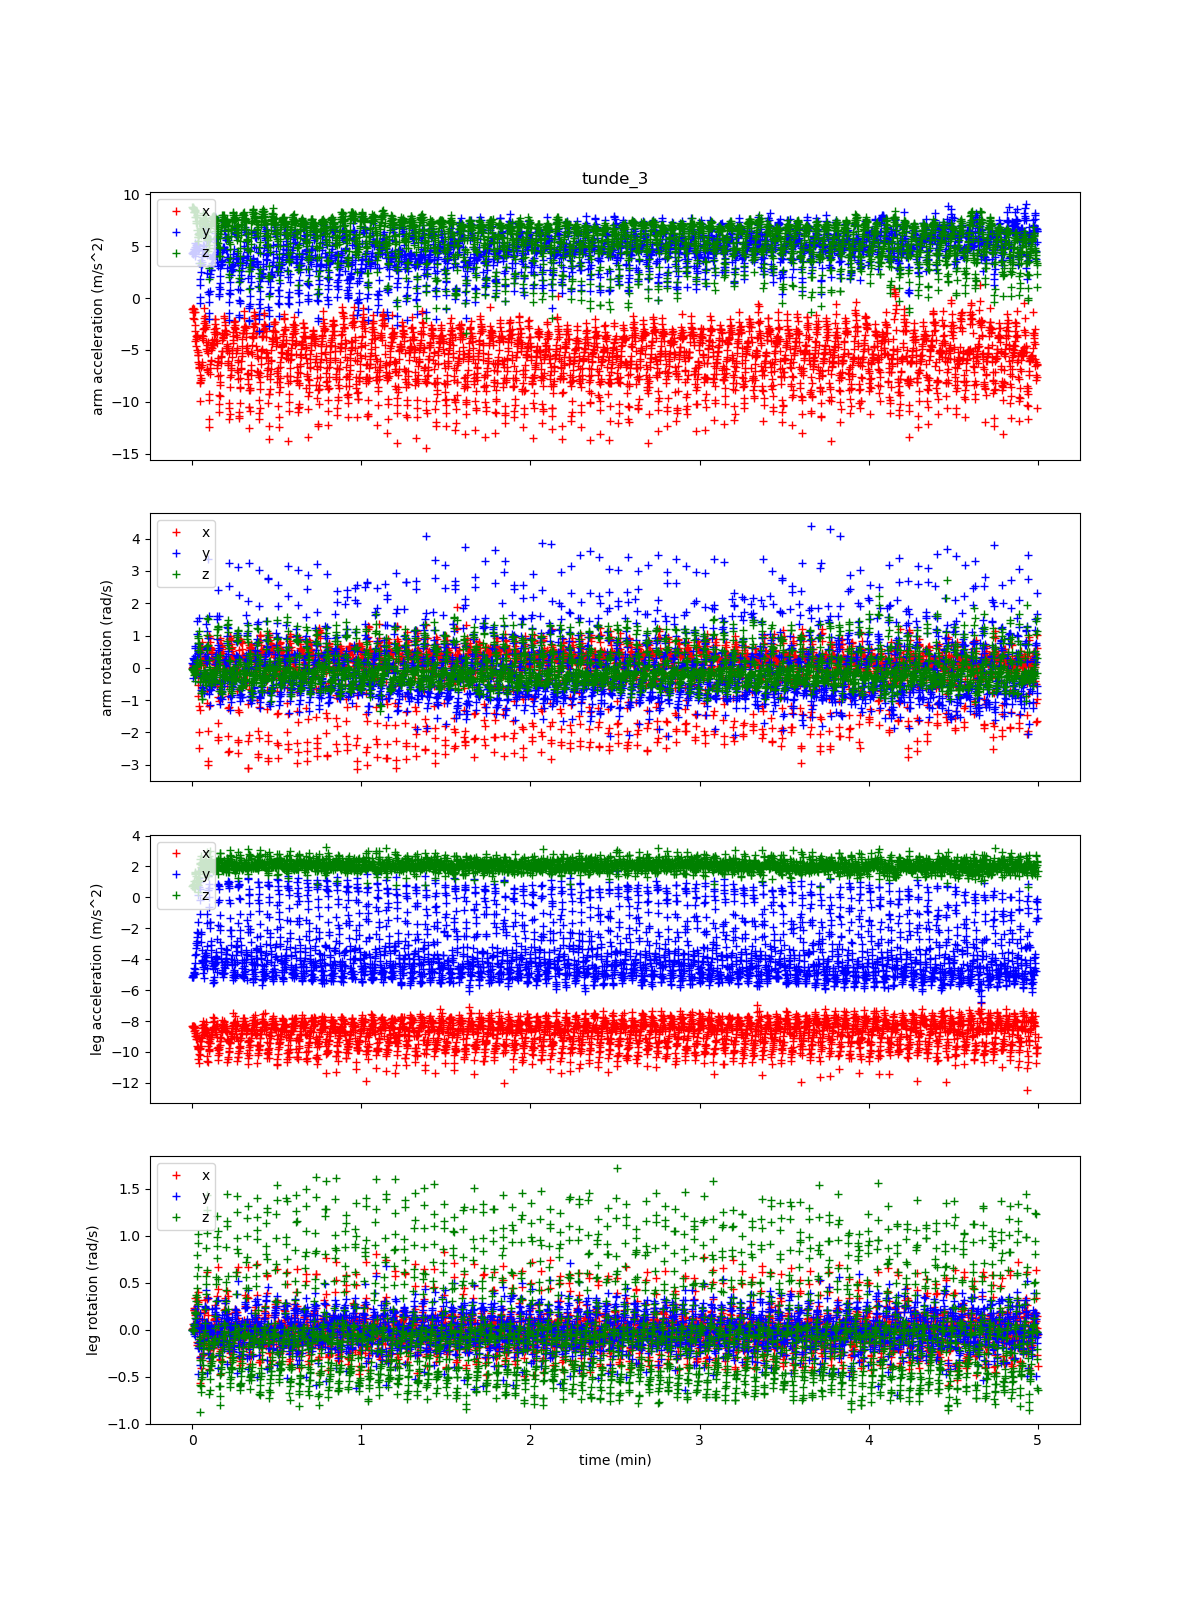 tunde_3
10
5
0
−5
−10
−15
arm acceleration (m/s^2)
x
y
z
4
3
2
1
0
−1
−2
−3
arm rotation (rad/s)
x
y
z
4
2
0
−2
−4
−6
−8
−10
−12
leg acceleration (m/s^2)
x
y
z
1.5
1.0
0.5
0.0
−0.5
−1.0
leg rotation (rad/s)
x
y
z
0 1 2 3 4 5
time (min)